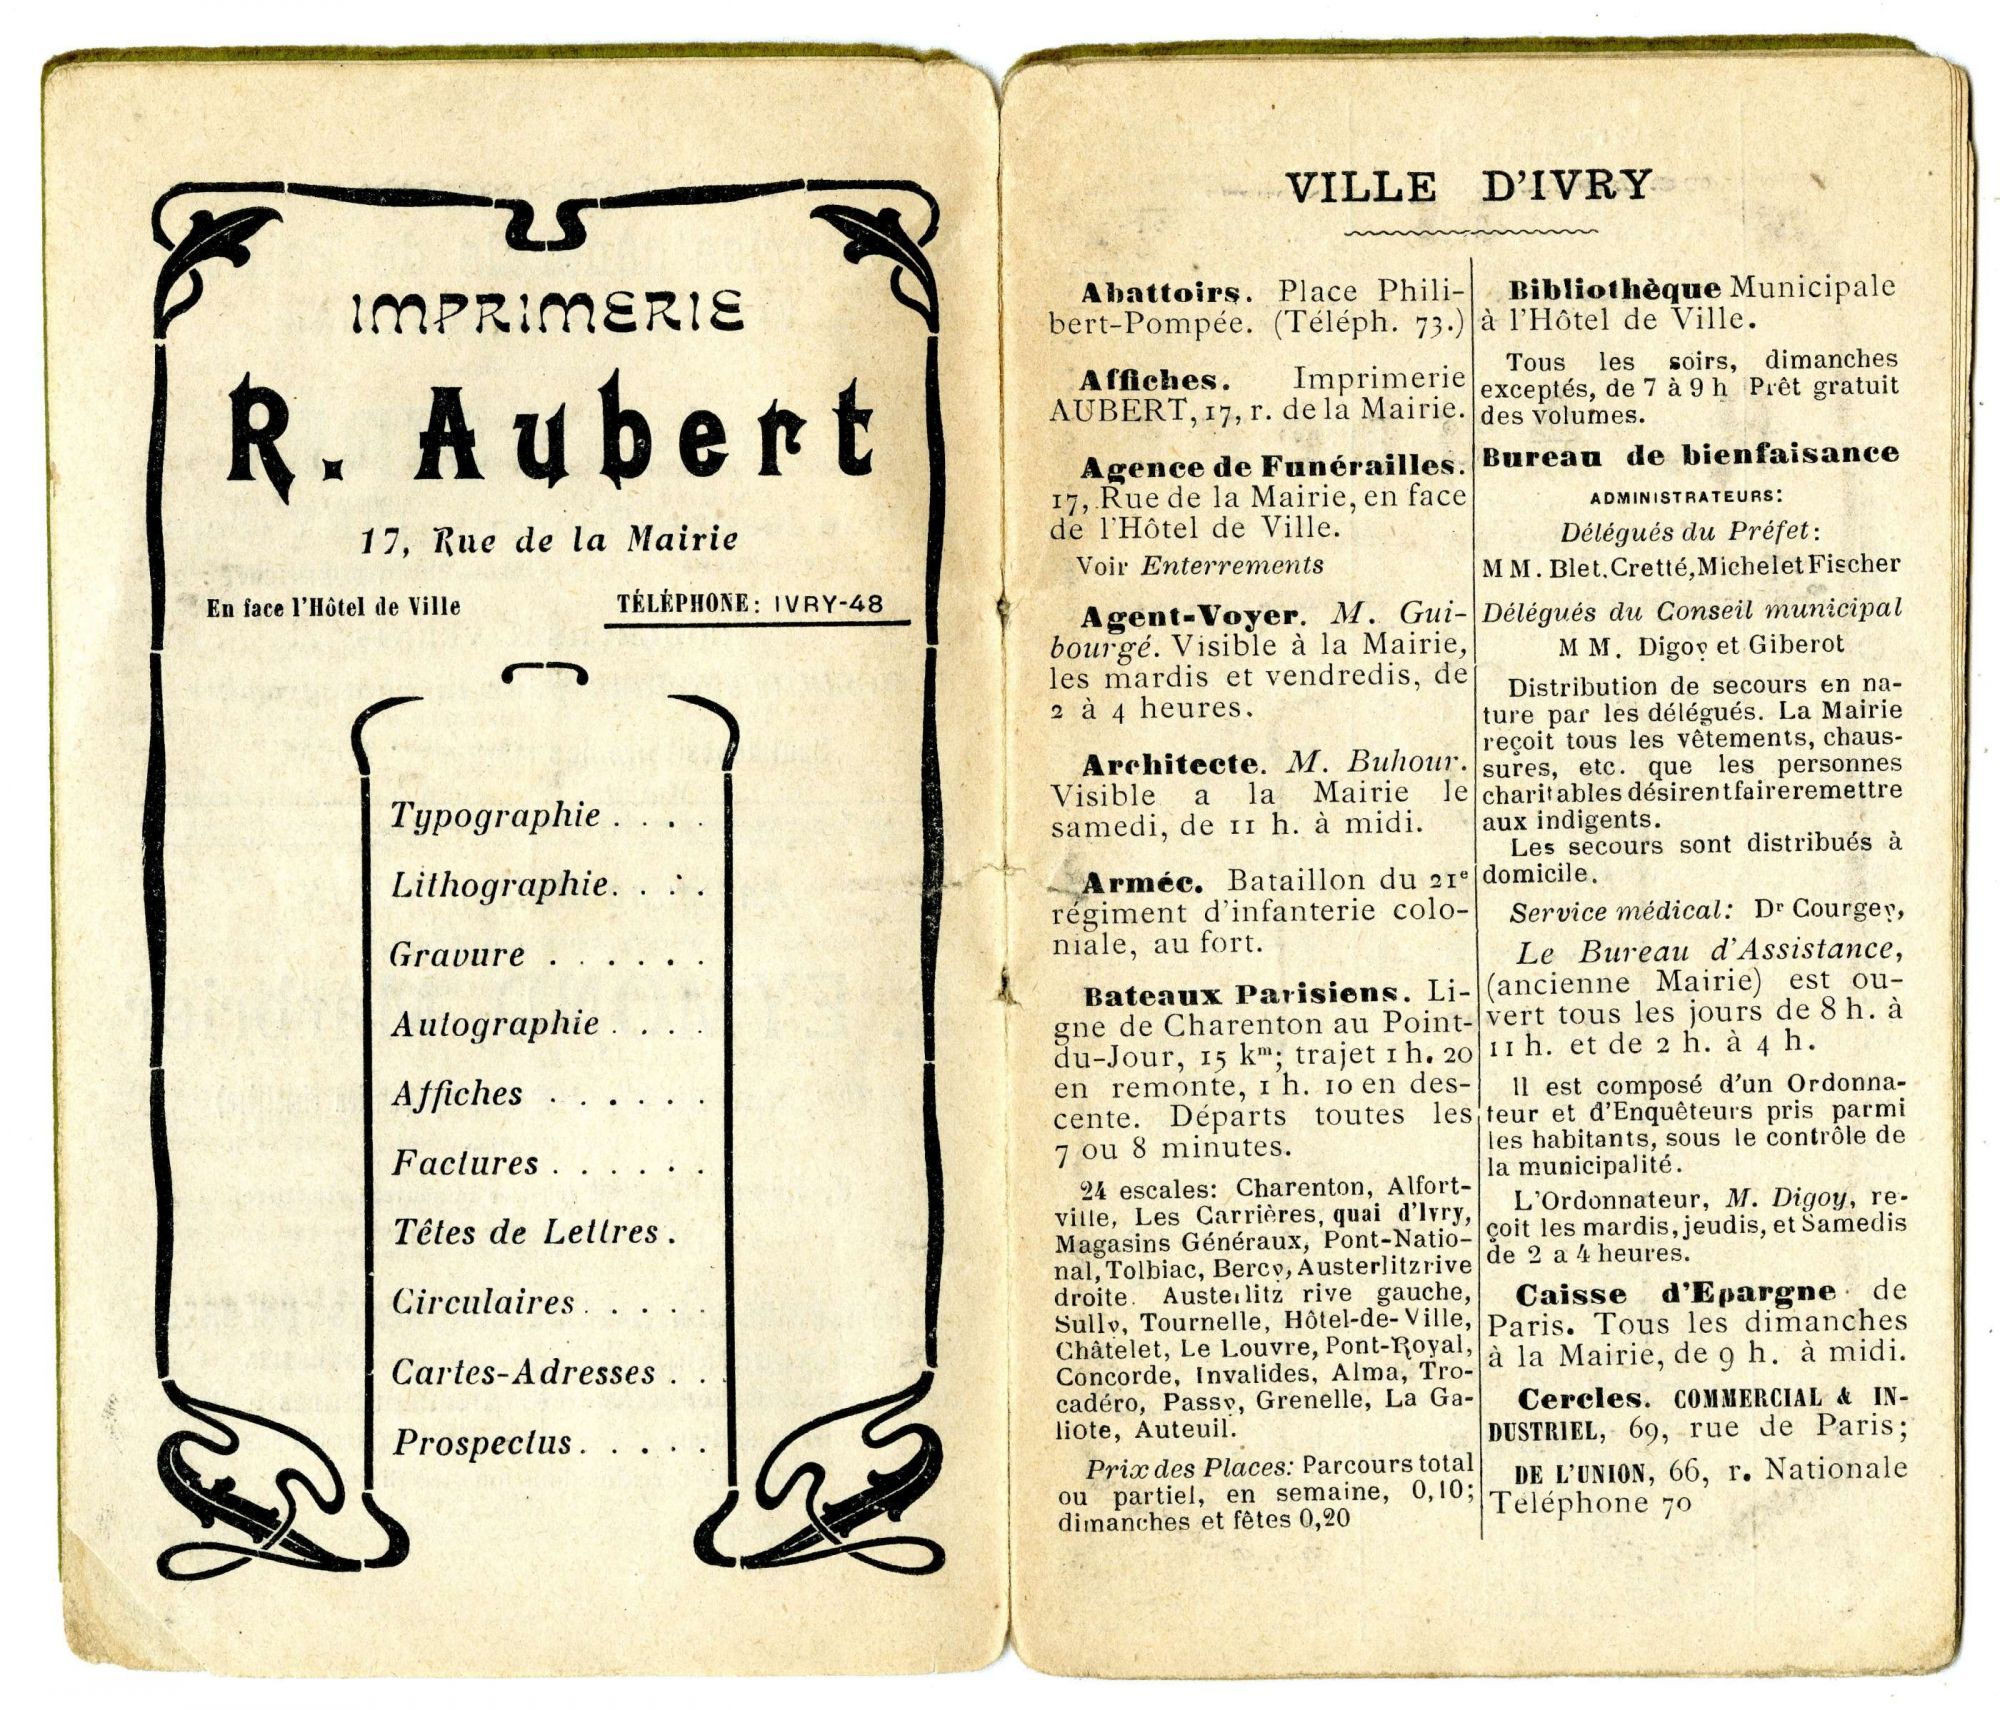 IMPRIMERIE
R. Aubert
17, Rue de la Mairie
En face l'Hôtel de Ville
TÉLÉPHONE: IVRY-48
Typographie . . . .
Lithographie. . . .
Gravure . . . . . .
Autographie . . . .
Affiches . . . . . .
Factures . . . . . .
Têtes de Lettres .
Circulaires . . . . .
Cartes-Adresses . .
Prospectus . . . . .
VILLE D'IVRY
Abattoirs. Place Phili-
bert-Pompée. (Téléph. 73.)
Affiches. Imprimerie
AUBERT, 17, r. de la Mairie.
Agence de Funérailles.
17, Rue de la Mairie, en face
de l'Hôtel de Ville.
Voir Enterrements
Agent-Voyer. M. Gui-
bourgé. Visible à la Mairie,
les mardis et vendredis, de
2 à 4 heures.
Architecte. M. Buhour.
Visible a la Mairie le
samedi, de 11 h. à midi.
Armée. Bataillon du 21e
régiment d'infanterie colo-
niale, au fort.
Bateaux Parisiens. Li-
gne de Charenton au Point-
du-Jour, 15 km; trajet 1 h. 20
en remonte, 1 h. 10 en des-
cente. Départs toutes les
7 ou 8 minutes.
24 escales: Charenton, Alfort-
ville, Les Carrières, quai d'Ivry,
Magasins Généraux, Pont-Natio-
nal, Tolbiac, Bercy, Austerlitz rive
droite. Austerlitz rive gauche,
Sully, Tournelle, Hôtel-de-Ville,
Châtelet, Le Louvre, Pont-Royal,
Concorde, Invalides, Alma, Tro-
cadéro, Passy, Grenelle, La Ga-
liote, Auteuil.
Prix des Places: Parcours total
ou partiel, en semaine, 0,10;
dimanches et fêtes 0,20
Bibliothèque Municipale
à l'Hôtel de Ville.
Tous les soirs, dimanches
exceptés, de 7 à 9 h Prêt gratuit
des volumes.
Bureau de bienfaisance
ADMINISTRATEURS:
Délégués du Préfet:
MM. Blet. Cretté, Michel et Fischer
Délégués du Conseil municipal
MM. Digoy et Giberot
Distribution de secours en na-
ture par les délégués. La Mairie
reçoit tous les vêtements, chaus-
sures, etc. que les personnes
charitables désirent faire remettre
aux indigents.
Les secours sont distribués à
domicile.
Service médical: Dr Courgey,
Le Bureau d'Assistance,
(ancienne Mairie) est ou-
vert tous les jours de 8 h. à
11 h. et de 2 h. à 4 h.
Il est composé d'un Ordonna-
teur et d'Enquêteurs pris parmi
les habitants, sous le contrôle de
la municipalité.
L'Ordonnateur, M. Digoy, re-
çoit les mardis, jeudis, et Samedis
de 2 a 4 heures.
Caisse d'Epargne de
Paris. Tous les dimanches
à la Mairie, de 9 h. à midi.
Cercles. COMMERCIAL & IN-
DUSTRIEL, 69, rue de Paris;
DE L'UNION, 66, r. Nationale
Téléphone 70